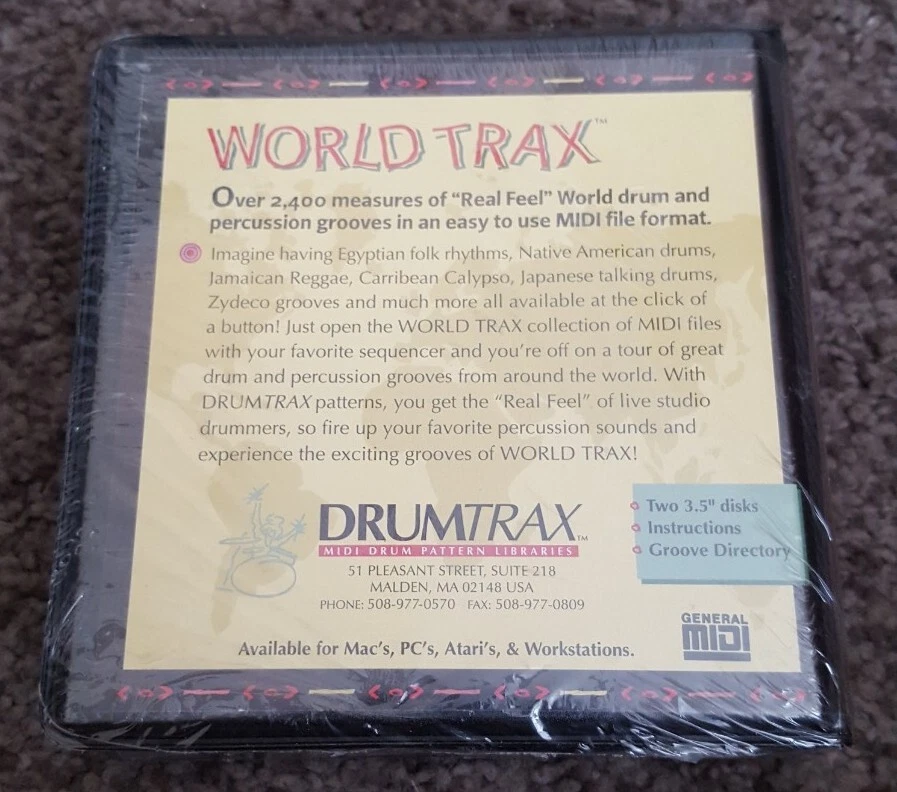 WORLD TRAX™
Over 2,400 measures of "Real Feel" World drum and
percussion grooves in an easy to use MIDI file format.
Imagine having Egyptian folk rhythms, Native American drums,
Jamaican Reggae, Carribean Calypso, Japanese talking drums,
Zydeco grooves and much more all available at the click of
a button! Just open the WORLD TRAX collection of MIDI files
with your favorite sequencer and you're off on a tour of great
drum and percussion grooves from around the world. With
DRUMTRAX patterns, you get the "Real Feel" of live studio
drummers, so fire up your favorite percussion sounds and
experience the exciting grooves of WORLD TRAX!
DRUMTRAX™
MIDI DRUM PATTERN LIBRARIES
51 PLEASANT STREET, SUITE 218
MALDEN, MA 02148 USA
PHONE: 508-977-0570 FAX: 508-977-0809
Two 3.5" disks
Instructions
Groove Directory
Available for Mac's, PC's, Atari's, & Workstations.
GENERAL
MIDI